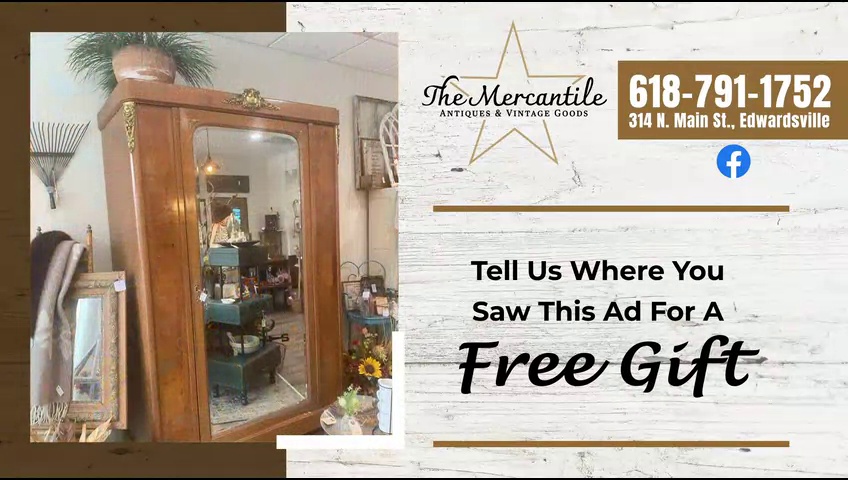 The Mercantile
Antiques & Vintage Goods
618-791-1752
314 N. Main St., Edwardsville
Tell Us Where You
Saw This Ad For A
Free Gift